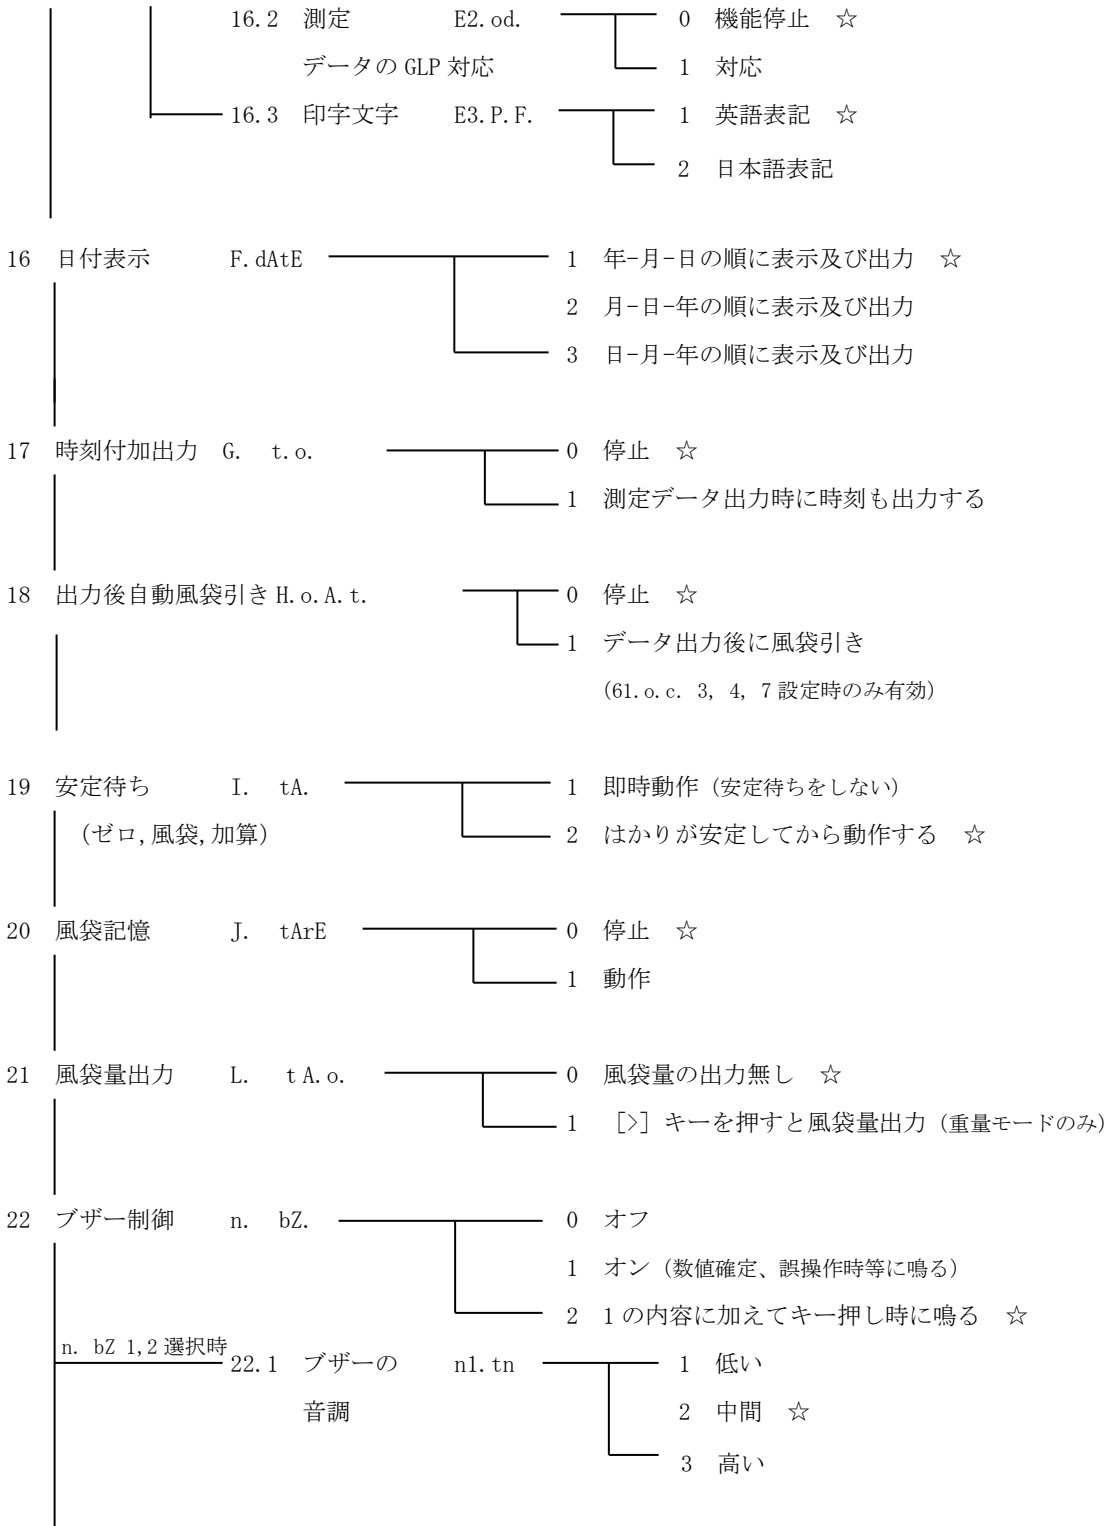 16.2 測定 E2.od. 0 機能停止 ☆
データの GLP 対応 1 対応
16.3 印字文字 E3.P.F. 1 英語表記 ☆
2 日本語表記
16 日付表示 F.dAtE 1 年-月-日の順に表示及び出力 ☆
2 月-日-年の順に表示及び出力
3 日-月-年の順に表示及び出力
17 時刻付加出力 G. t.o. 0 停止 ☆
1 測定データ出力時に時刻も出力する
18 出力後自動風袋引き H.o.A.t. 0 停止 ☆
1 データ出力後に風袋引き
(61.o.c. 3, 4, 7 設定時のみ有効)
19 安定待ち I. tA. 1 即時動作（安定待ちをしない）
（ゼロ,風袋,加算） 2 はかりが安定してから動作する ☆
20 風袋記憶 J. tArE 0 停止 ☆
1 動作
21 風袋量出力 L. t A.o. 0 風袋量の出力無し ☆
1 ［>］キーを押すと風袋量出力（重量モードのみ）
22 ブザー制御 n. bZ. 0 オフ
1 オン（数値確定、誤操作時等に鳴る）
2 1 の内容に加えてキー押し時に鳴る ☆
n. bZ 1,2 選択時 22.1 ブザーの n1.tn 1 低い
音調 2 中間 ☆
3 高い